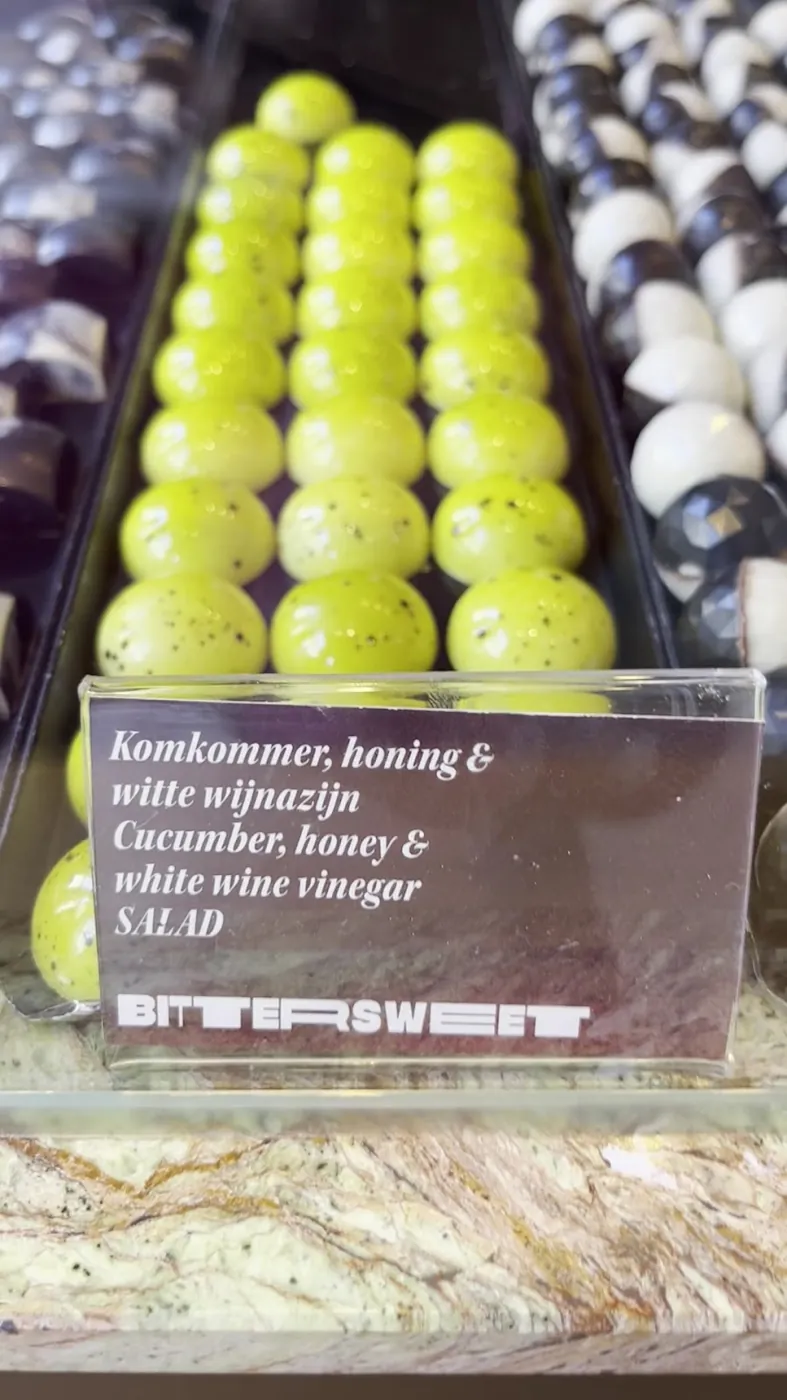 Komkommer, honing &
witte wijnazijn
Cucumber, honey &
white wine vinegar
SALAD
BITTERSWEET